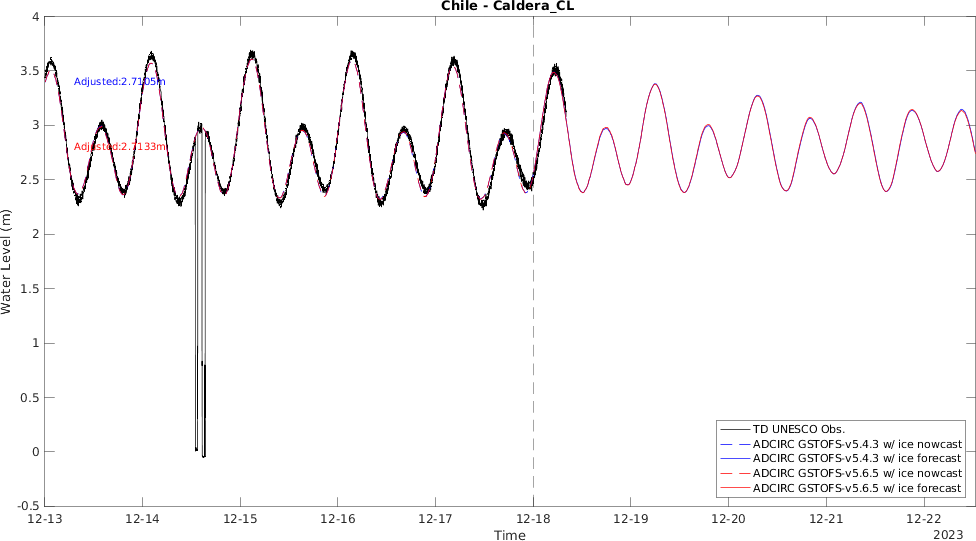 Chile - Caldera_CL
4
3.5
3
2.5
2
1.5
1
0.5
0
-0.5
Water Level (m)
Adjusted:2.7105m
Adjusted:2.7133m
TD UNESCO Obs.
ADCIRC GSTOFS-v5.4.3 w/ ice nowcast
ADCIRC GSTOFS-v5.4.3 w/ ice forecast
ADCIRC GSTOFS-v5.6.5 w/ ice nowcast
ADCIRC GSTOFS-v5.6.5 w/ ice forecast
12-13 12-14 12-15 12-16 12-17 12-18 12-19 12-20 12-21 12-22
Time
2023